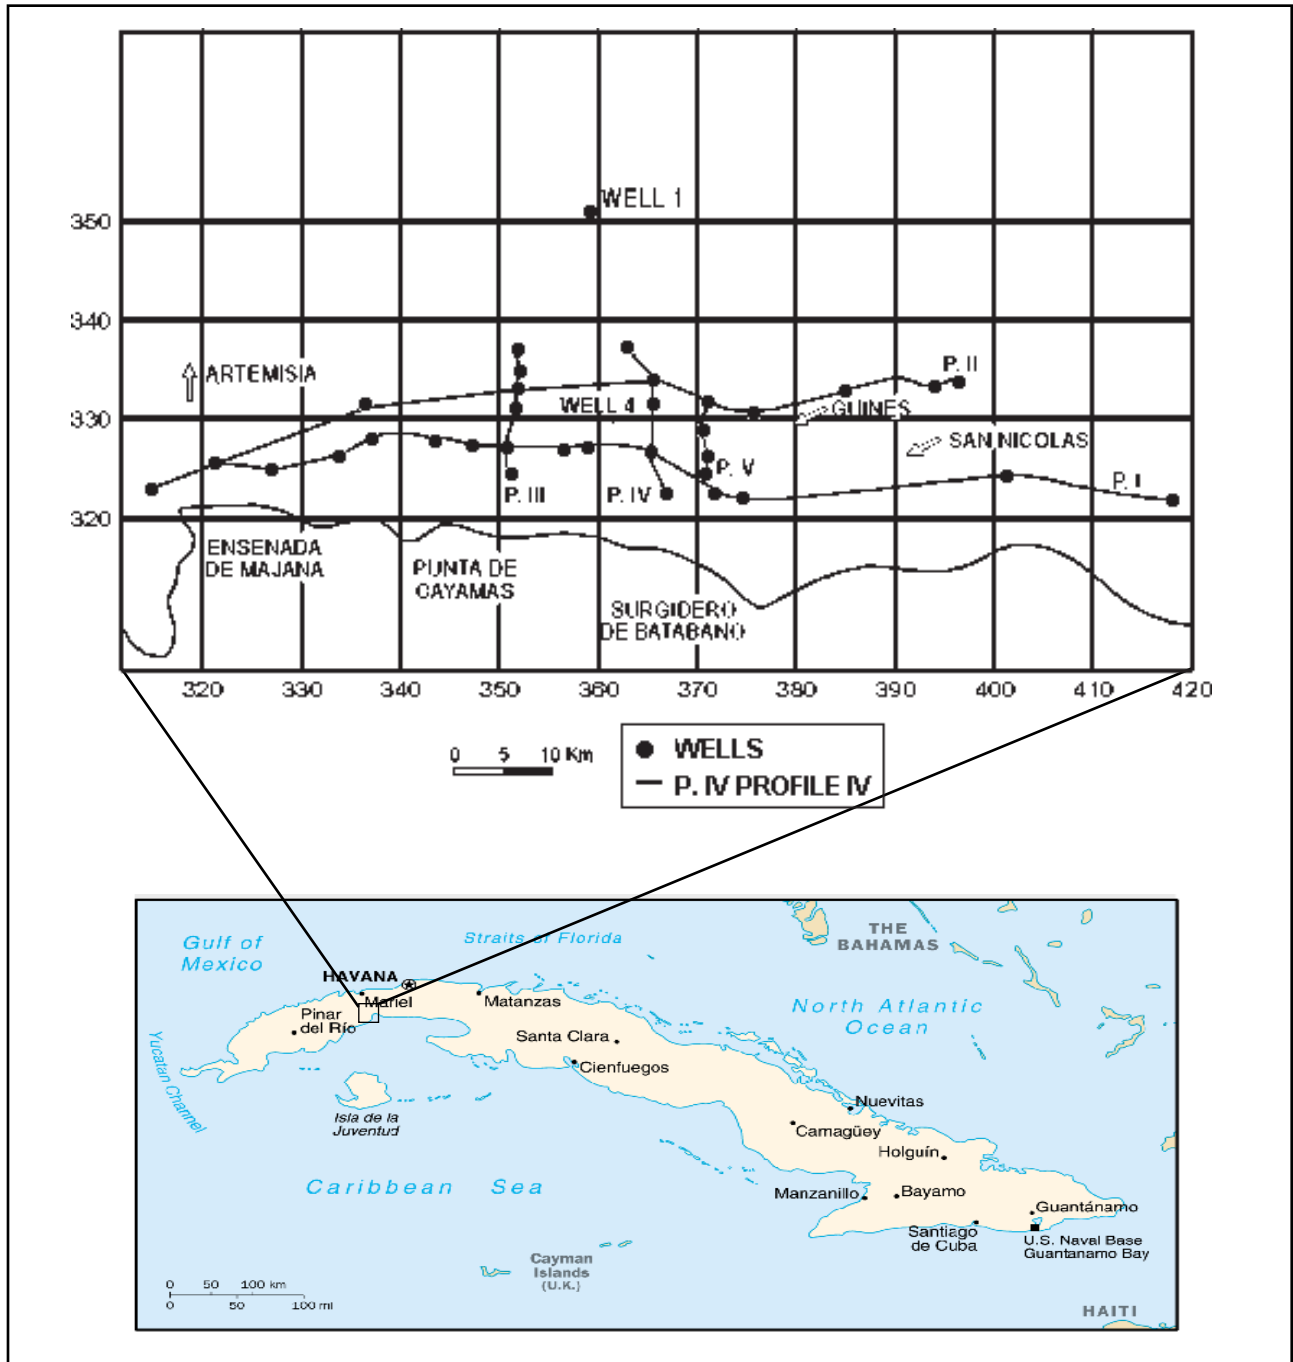 WELL 1
350
340
ARTEMISIA
P. II
WELL 4
330
GUINES
SAN NICOLAS
P. V
P. III
P. IV
P. I
320
ENSENADA
DE MAJANA
PUNTA DE
CAYAMAS
SURGIDERO
DE BATABANO
320 330 340 350 360 370 380 390 400 410 420
0 5 10 Km
WELLS
P. IV PROFILE IV
Gulf of
Mexico
Straits of Florida
THE
BAHAMAS
HAVANA
Mariel
Matanzas
North Atlantic
Ocean
Pinar
del Río
Santa Clara
Yucatan Channel
Cienfuegos
Isla de la
Juventud
Nuevitas
Camagüey
Holguín
Caribbean Sea
Manzanillo
Bayamo
Guantánamo
Santiago
de Cuba
U.S. Naval Base
Guantanamo Bay
Cayman
Islands
(U.K.)
0 50 100 km
0 50 100 mi
HAITI